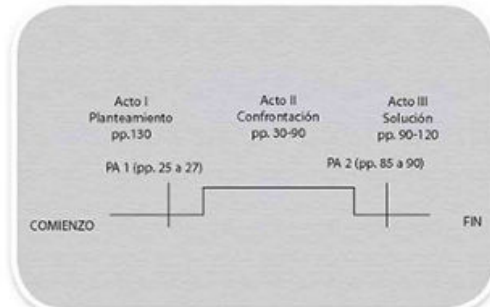 Acto I
Planteamiento
pp.130
Acto II
Confrontación
pp. 30-90
Acto III
Solución
pp. 90-120
PA 1 (pp. 25 a 27)
PA 2 (pp. 85 a 90)
COMIENZO
FIN